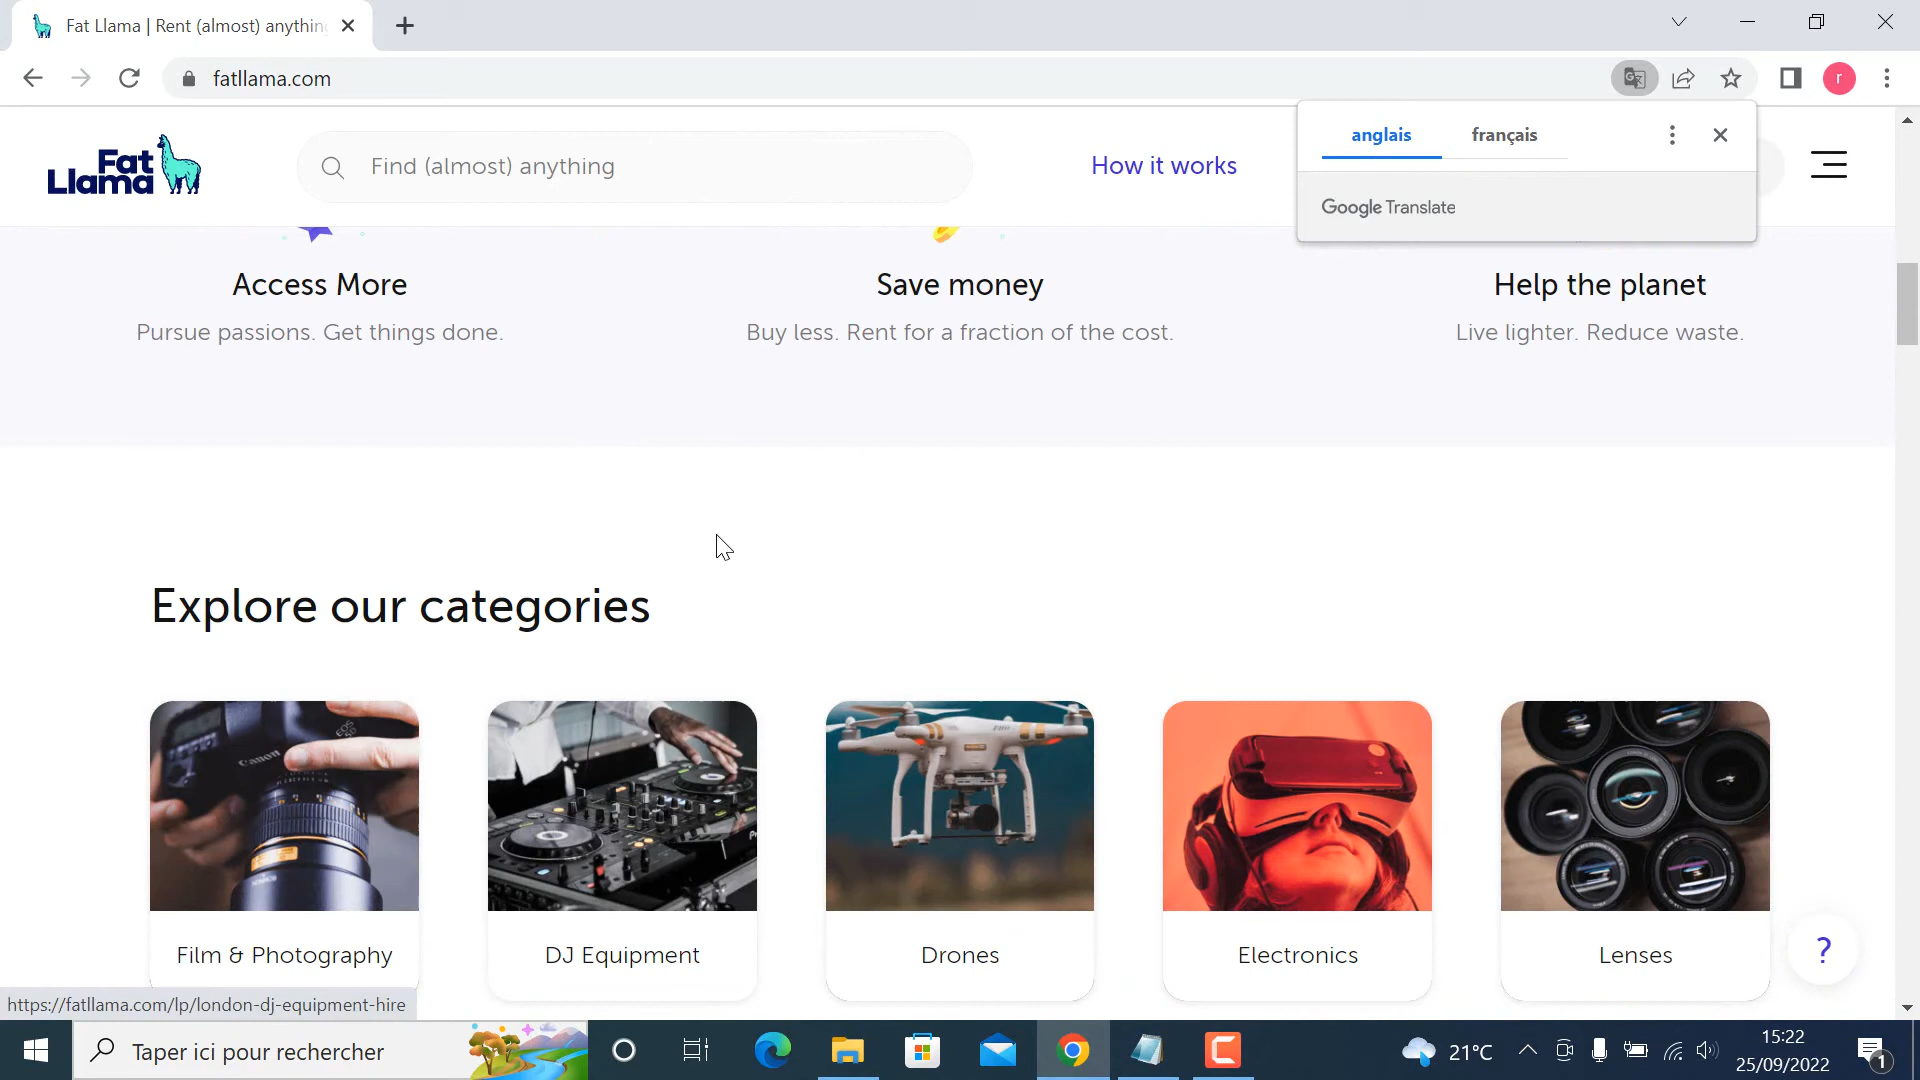 Fat Llama | Rent (almost) anythin
fatllama.com
anglais français
Google Translate
Fat
Llama
Find (almost) anything
How it works
Access More
Pursue passions. Get things done.
Save money
Buy less. Rent for a fraction of the cost.
Help the planet
Live lighter. Reduce waste.
Explore our categories
Canon
EOS
Film & Photography
DJ Equipment
Drones
Electronics
Lenses
?
https://fatllama.com/lp/london-dj-equipment-hire
Taper ici pour rechercher
21°C
15:22
25/09/2022
1
r